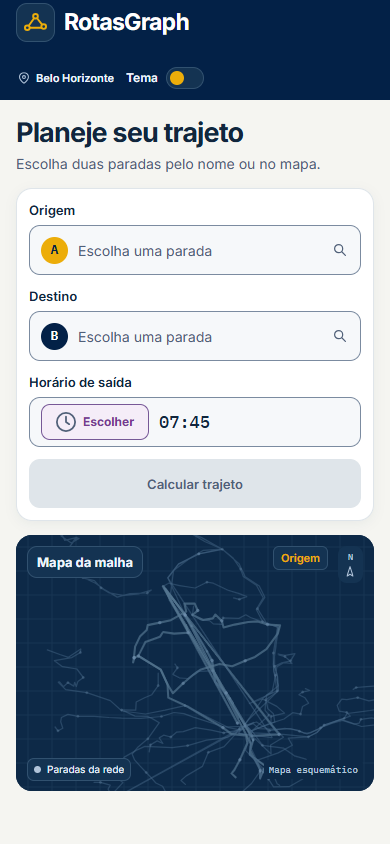 RotasGraph
Belo Horizonte Tema
Planeje seu trajeto
Escolha duas paradas pelo nome ou no mapa.
Origem
A Escolha uma parada
Destino
B Escolha uma parada
Horário de saída
Escolher 07:45
Calcular trajeto
Mapa da malha Origem N
Paradas da rede Mapa esquemático